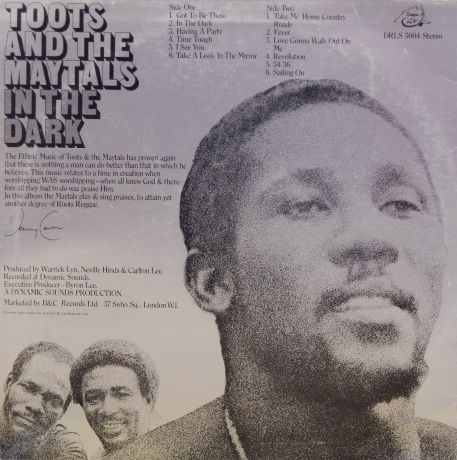 TOOTS
AND THE
MAYTALS
IN THE
DARK
Side One
1. Got To Be There
2. In The Dark
3. Having A Party
4. Time Tough
5. I See You
6. Take A Look In The Mirror
Side Two
1. Take Me Home Country
Roads
2. Fever
3. Love Gonna Walk Out On
Me
4. Revolution
5. 54-36
6. Sailing On
DRLS 5004 Stereo
The Ethnic Music of Toots & the Maytals has proven again
that there is nothing a man can do better than that in which he
believes. This music relates to a time in creation when
worshipping WAS worshipping – when all knew God & there-
fore all they had to do was praise Him.
In this album the Maytals play & sing praises, to attain yet
another degree of Roots Reggae.
Produced by Warrick Lyn, Neville Hinds & Carlton Lee.
Recorded at Dynamic Sounds.
Executive Producer - Byron Lee.
A DYNAMIC SOUNDS PRODUCTION.
Marketed by B&C Records Ltd. 37 Soho Sq., London W.1.